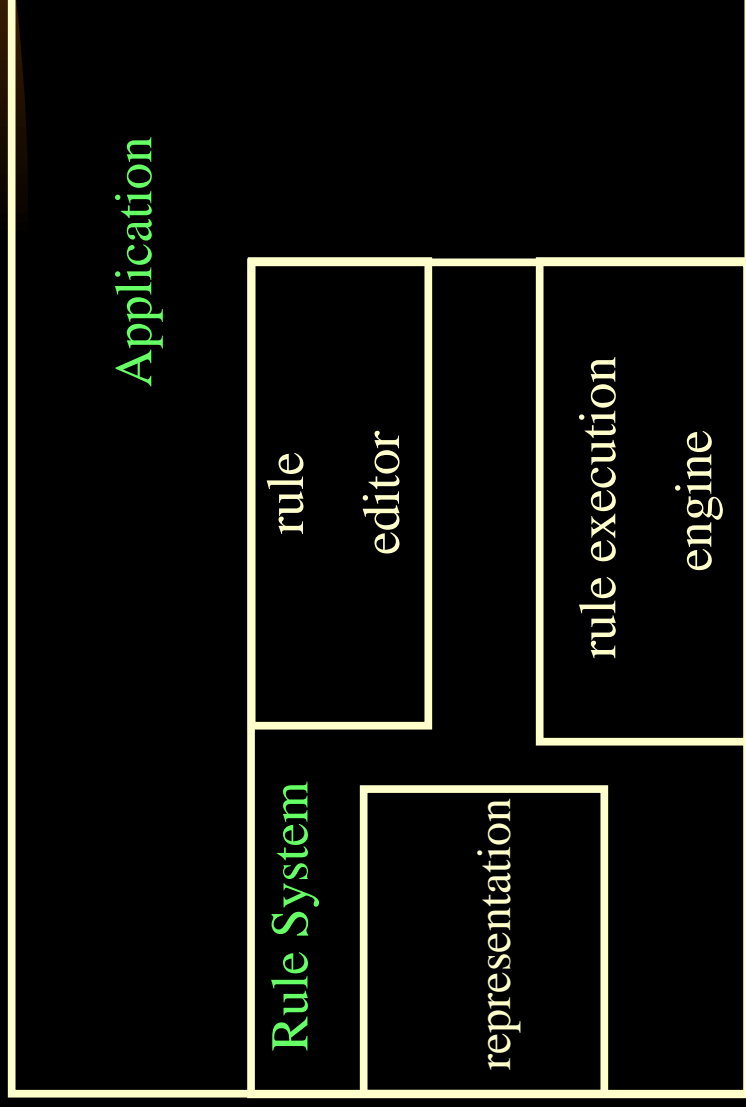 Application
rule
editor
rule execution
engine
Rule System
representation